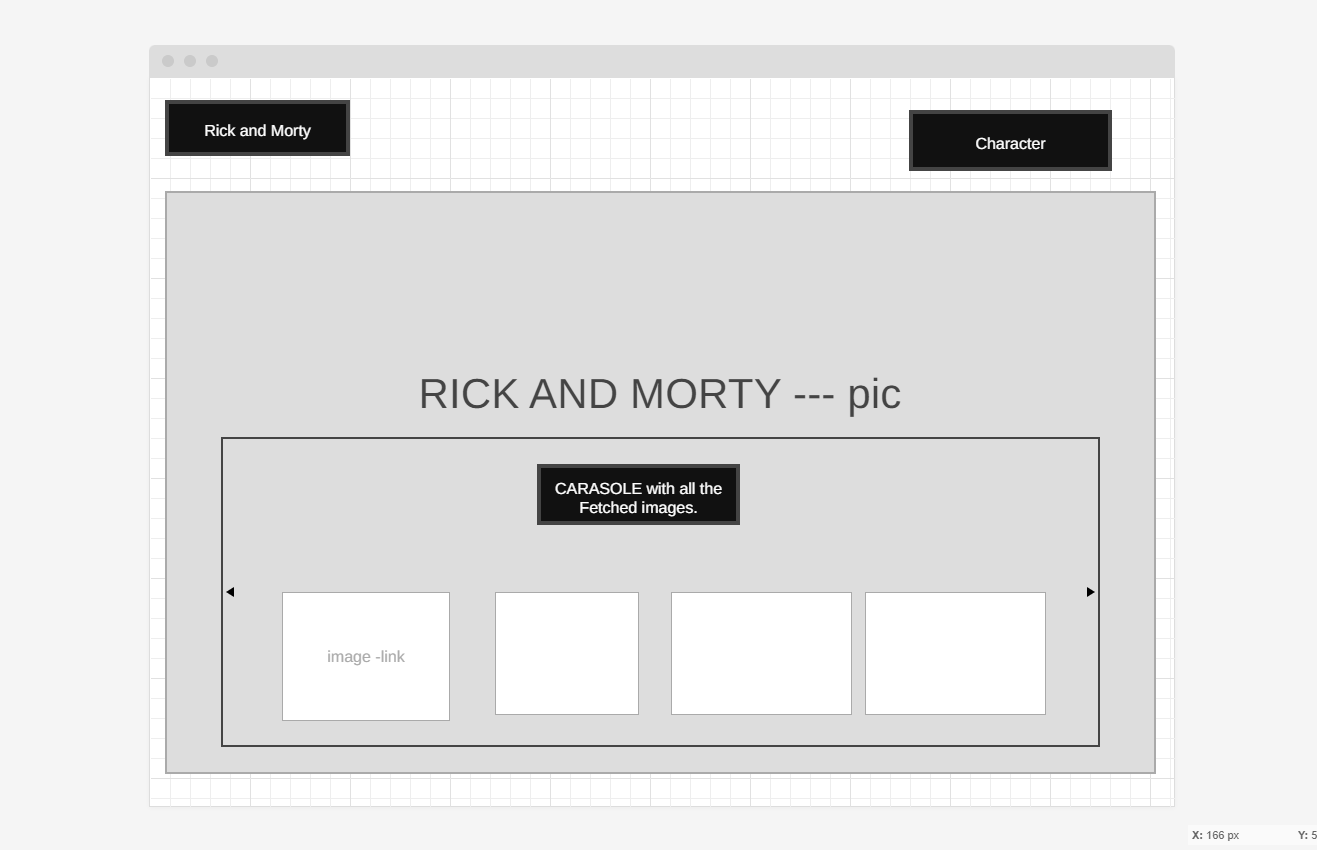 Rick and Morty
Character
RICK AND MORTY --- pic
CARASOLE with all the
Fetched images.
image -link
X: 166 px
Y: 5